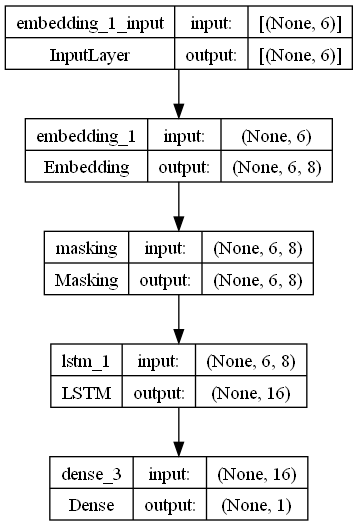 embedding_1_input input: [(None, 6)]
InputLayer output: [(None, 6)]
embedding_1 input: (None, 6)
Embedding output: (None, 6, 8)
masking input: (None, 6, 8)
Masking output: (None, 6, 8)
lstm_1 input: (None, 6, 8)
LSTM output: (None, 16)
dense_3 input: (None, 16)
Dense output: (None, 1)